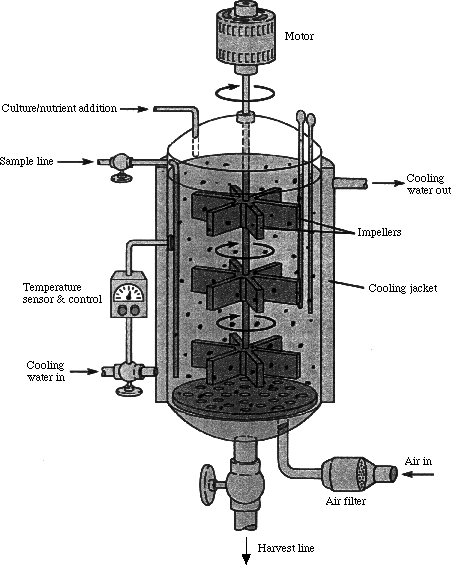 Motor
Culture/nutrient addition
Sample line
Cooling
water out
Impellers
Temperature
sensor & control
Cooling jacket
Cooling
water in
Air in
Air filter
Harvest line